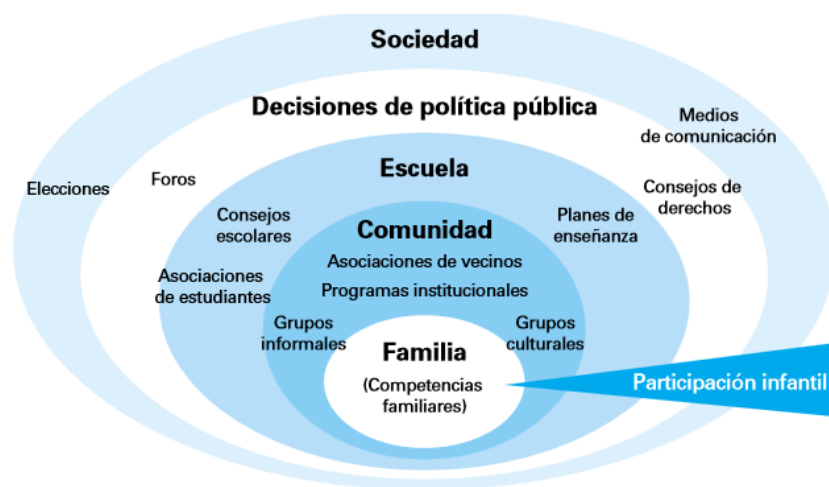 Sociedad
Decisiones de política pública
Medios
de comunicación
Elecciones
Foros
Escuela
Consejos de
derechos
Consejos
escolares
Planes de
enseñanza
Comunidad
Asociaciones de vecinos
Asociaciones
de estudiantes
Programas institucionales
Grupos
informales
Grupos
culturales
Familia
(Competencias
familiares)
Participación infantil